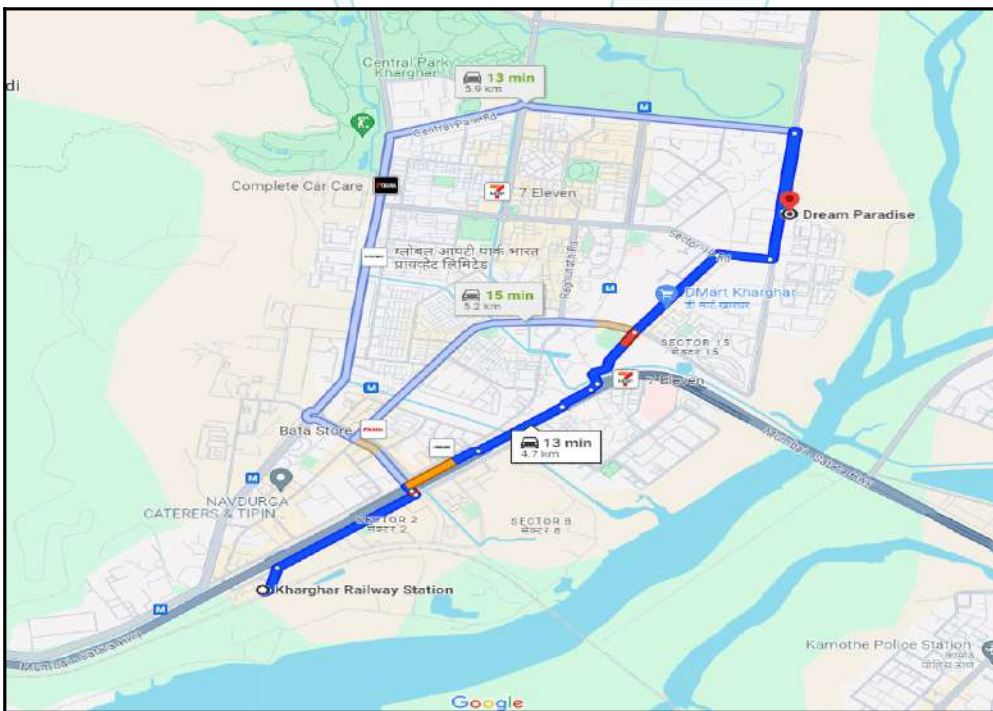 Central Park
Kharghar
13 min
5.9 km
di
Central Park Rd
Complete Car Care
7 Eleven
Dream Paradise
ग्लोबल आयटी पार्क भारत
प्रायव्हेट लिमिटेड
Raghunath Rd
DMart Kharghar
डी मार्ट खारघर
15 min
5.2 km
SECTOR 15
सेक्टर 15
7 Eleven
Bata Store
13 min
4.7 km
NAVDURGA
CATERERS & TIPIN...
SECTOR 2
सेक्टर 2
SECTOR 8
सेक्टर 8
Kharghar Railway Station
Kamothe Police Station
Google